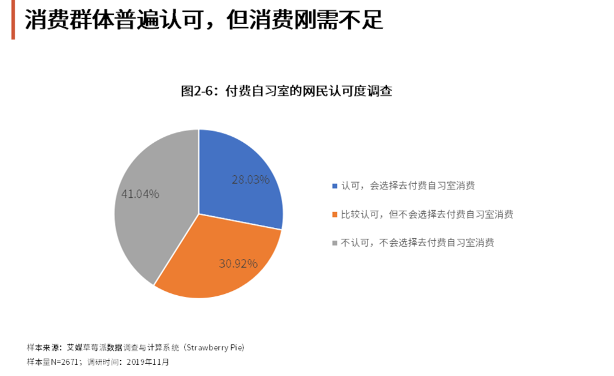 消费群体普遍认可，但消费刚需不足
图2-6：付费自习室的网民认可度调查
28.03%
41.04%
30.92%
认可，会选择去付费自习室消费
比较认可，但不会选择去付费自习室消费
不认可，不会选择去付费自习室消费
样本来源：艾媒草莓派数据调查与计算系统（Strawberry Pie）
样本量N=2671；调研时间：2019年11月